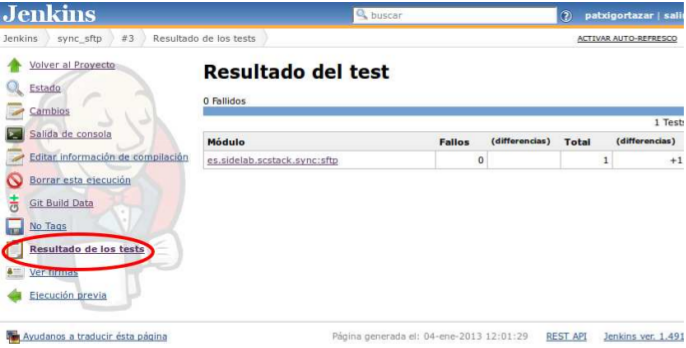 Jenkins
buscar
patxigortazar | sali
Jenkins sync_sftp #3 Resultado de los tests
ACTIVAR AUTO-REFRESCO
Volver al Proyecto
Estado
Cambios
Salida de consola
Editar información de compilación
Borrar esta ejecución
Git Build Data
No Tags
Resultado de los tests
Ver firmas
Ejecución previa
Resultado del test
0 Fallidos
1 Tests
Módulo Fallos (differencias) Total (differencias)
es.sidelab.scstack.sync:sftp 0 1 +1
Ayudanos a traducir ésta página
Página generada el: 04-ene-2013 12:01:29 REST API Jenkins ver. 1.491